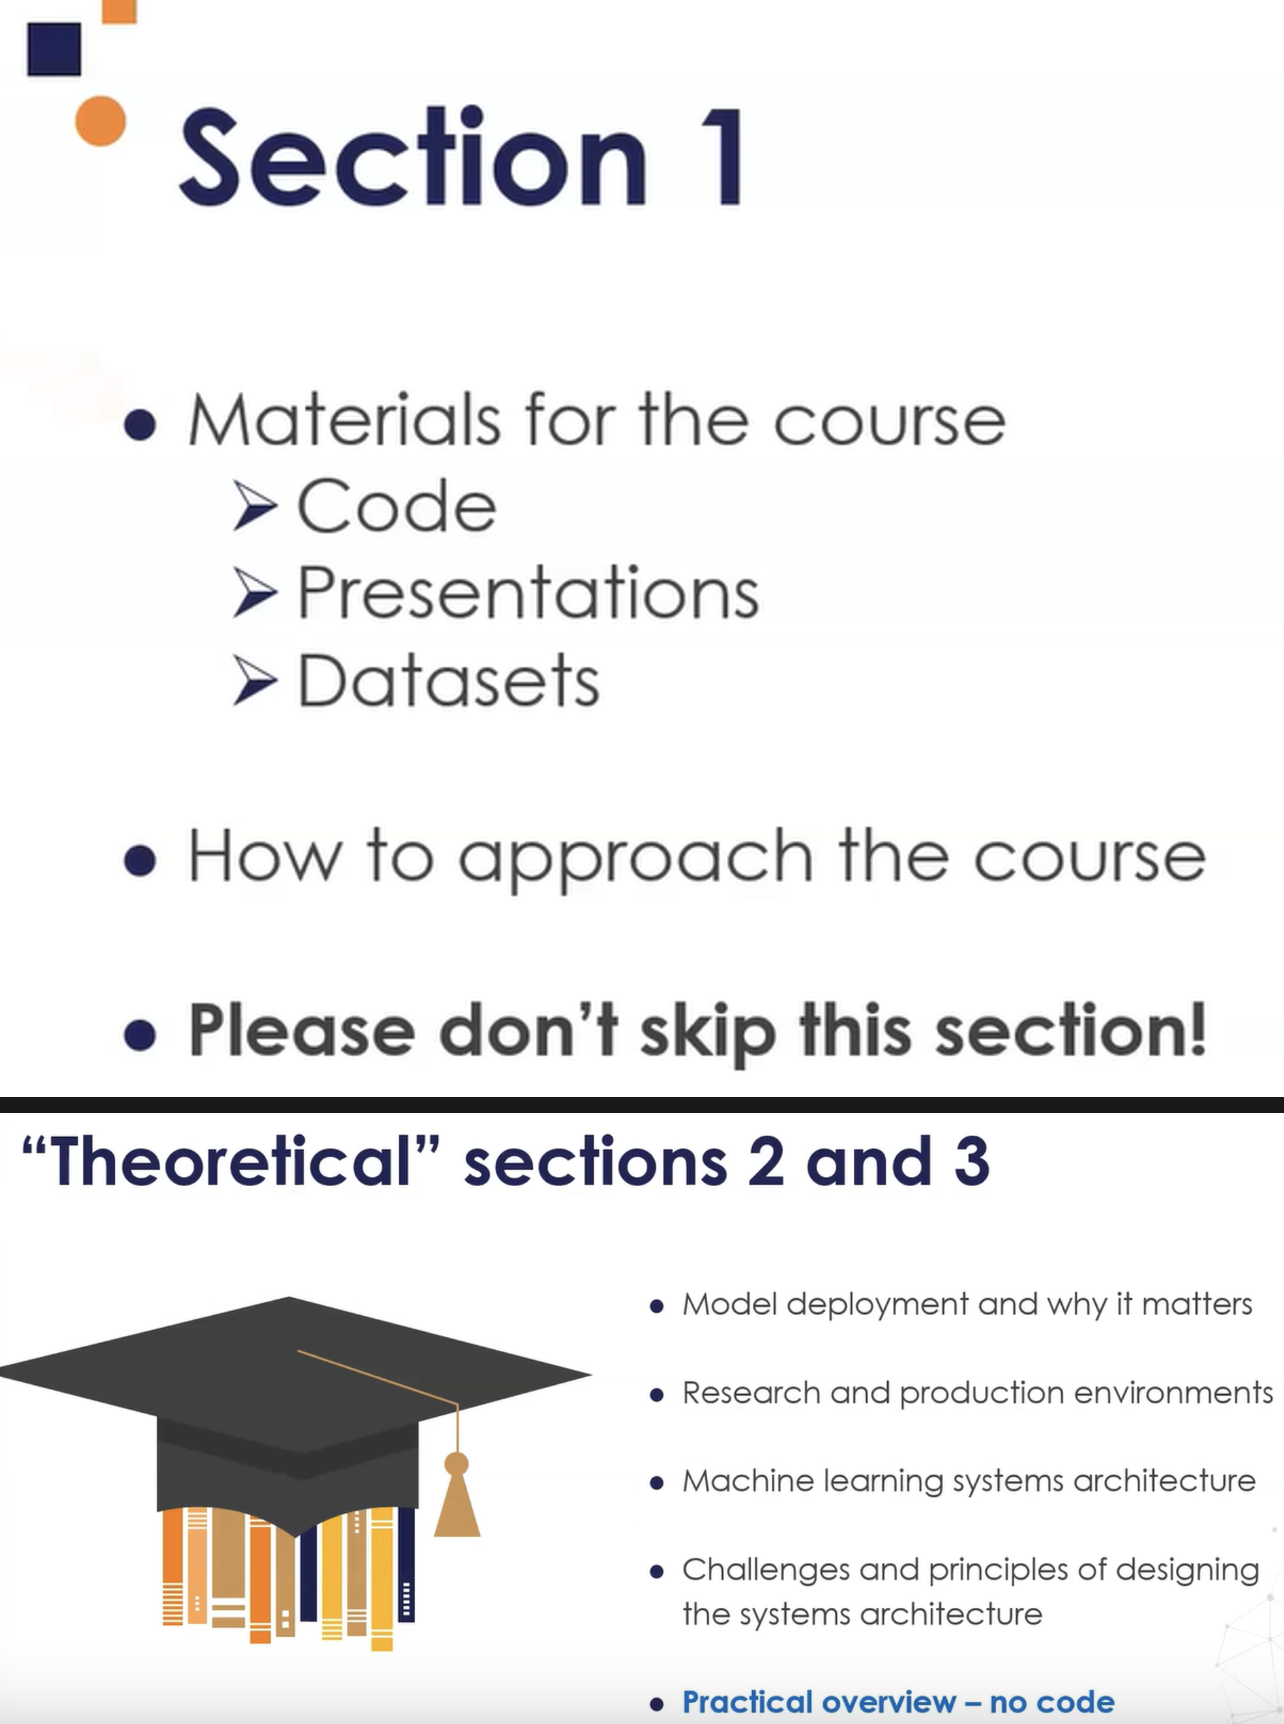 Section 1
• Materials for the course
➢ Code
➢ Presentations
➢ Datasets
• How to approach the course
• Please don’t skip this section!
“Theoretical” sections 2 and 3
• Model deployment and why it matters
• Research and production environments
• Machine learning systems architecture
• Challenges and principles of designing
the systems architecture
• Practical overview – no code